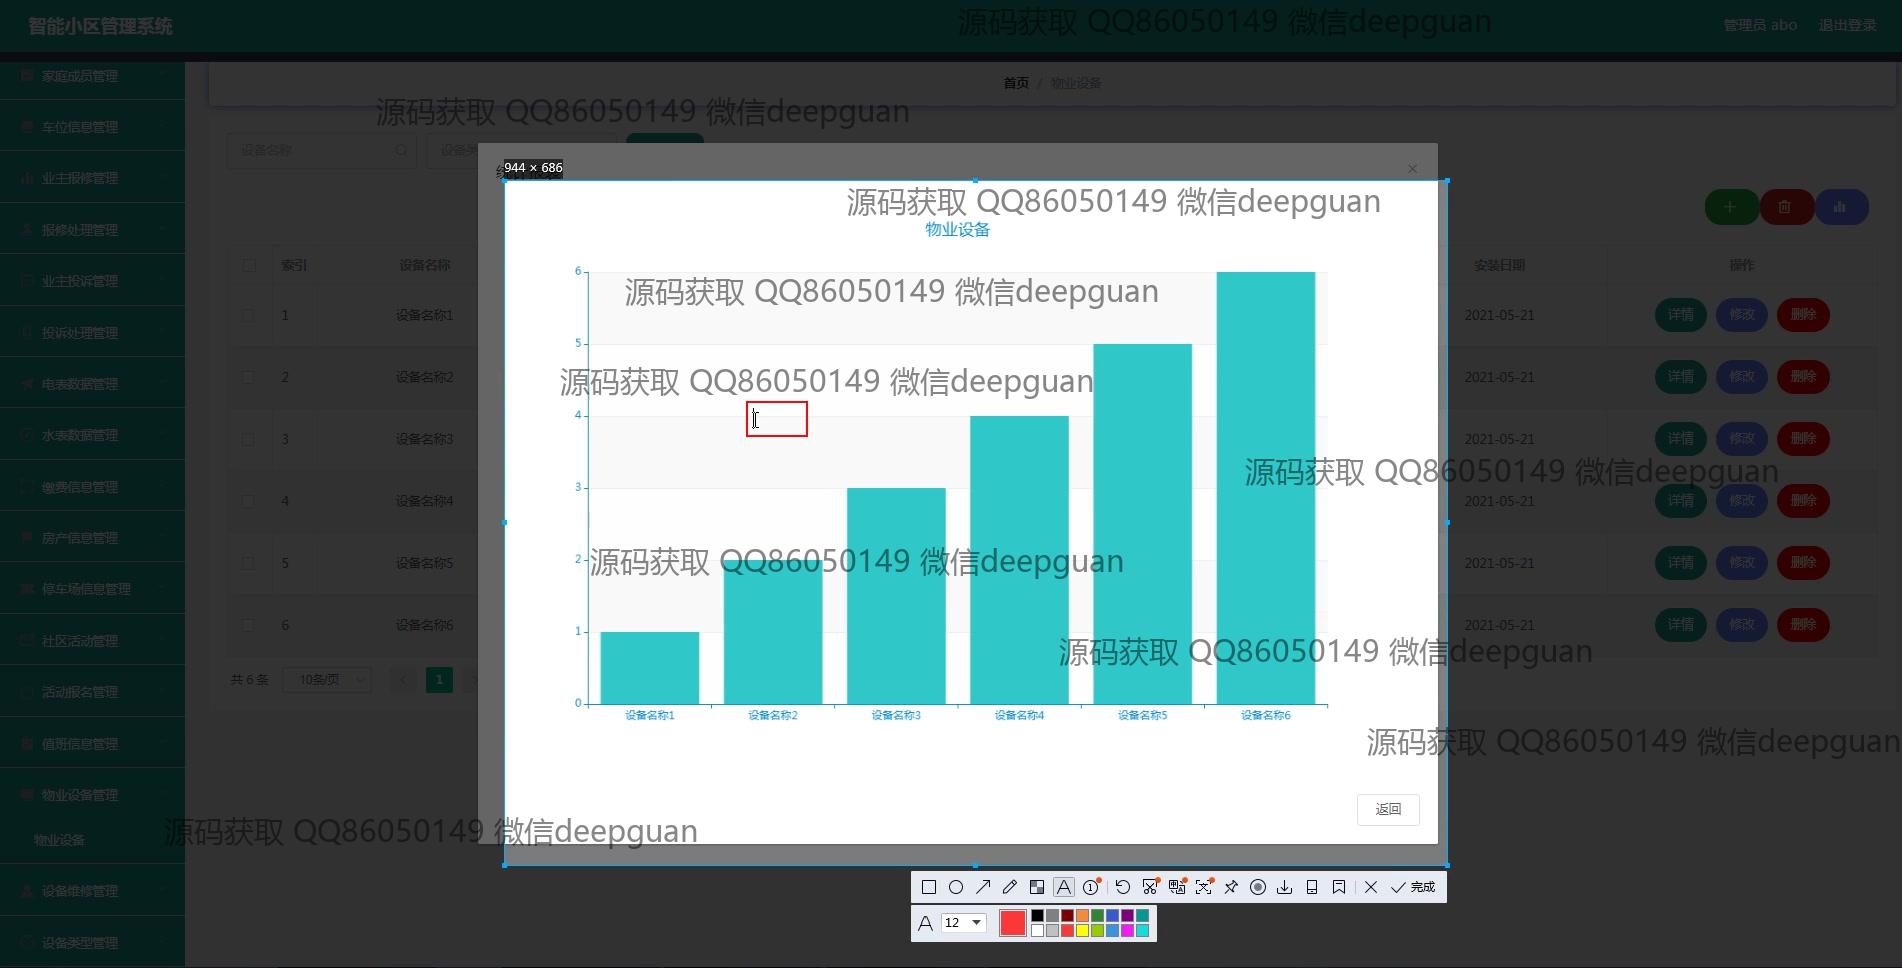 智能小区管理系统
源码获取 QQ86050149 微信deepguan
管理员 abo 退出登录
家庭成员管理
车位信息管理
业主报修管理
报修处理管理
业主投诉管理
投诉处理管理
电表数据管理
水表数据管理
缴费信息管理
房产信息管理
停车场信息管理
社区活动管理
活动报名管理
值班信息管理
物业设备管理
物业设备
设备维修管理
设备类型管理
首页 / 物业设备
源码获取 QQ86050149 微信deepguan
设备名称
944 × 686
源码获取 QQ86050149 微信deepguan
物业设备
源码获取 QQ86050149 微信deepguan
源码获取 QQ86050149 微信deepguan
6
5
4
3
2
1
0
设备名称1 设备名称2 设备名称3 设备名称4 设备名称5 设备名称6
源码获取 QQ86050149 微信deepguan
源码获取 QQ86050149 微信deepguan
源码获取 QQ86050149 微信deepguan
源码获取 QQ86050149 微信deepguan
源码获取 QQ86050149 微信deepguan
返回
索引 设备名称 安装日期 操作
1 设备名称1 2021-05-21 详情 修改 删除
2 设备名称2 2021-05-21 详情 修改 删除
3 设备名称3 2021-05-21 详情 修改 删除
4 设备名称4 2021-05-21 详情 修改 删除
5 设备名称5 2021-05-21 详情 修改 删除
6 设备名称6 2021-05-21 详情 修改 删除
共 6 条 10条/页 1
完成
A 12